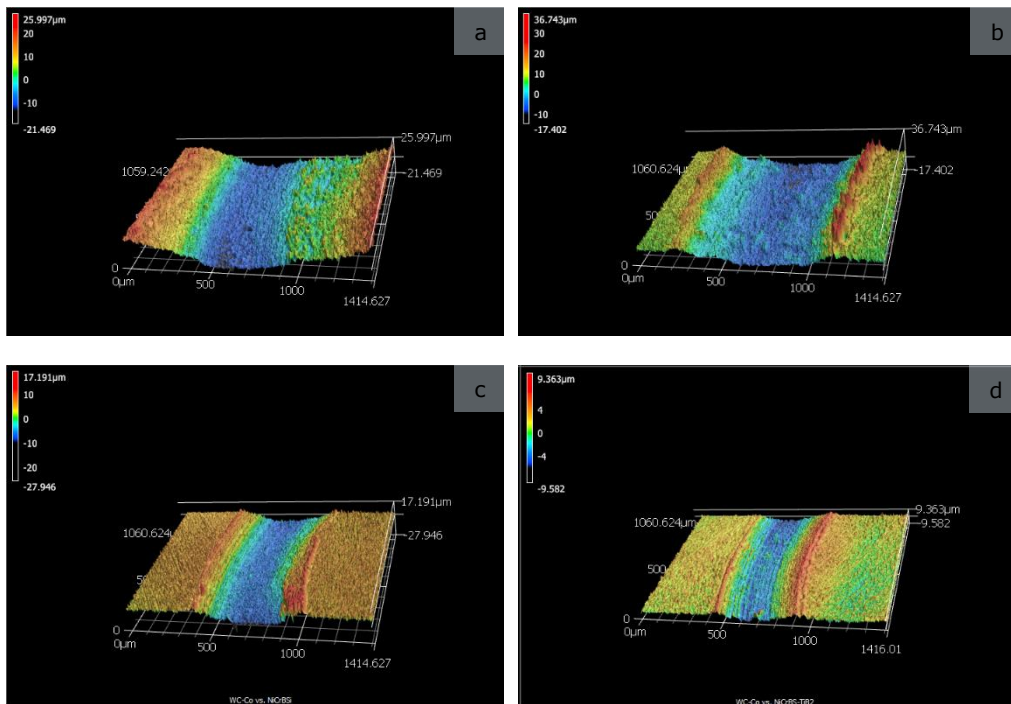 25.997µm
20
10
0
-10
-21.469
a
25.997µm
-21.469
1059.242
0
0µm
500
1000
1414.627
36.743µm
30
20
10
0
-10
-17.402
b
36.743µm
-17.402
1060.624µm
500
0
0µm
500
1000
1414.627
17.191µm
10
0
-10
-20
-27.946
c
17.191µm
-27.946
1060.624µm
0
0µm
500
1000
1414.627
WC-Co vs. NiCrBSi
9.363µm
4
0
-4
-9.582
d
9.363µm
-9.582
1060.624µm
500
0
0µm
500
1000
1416.01
WC-Co vs. NiCrBS-TiB2